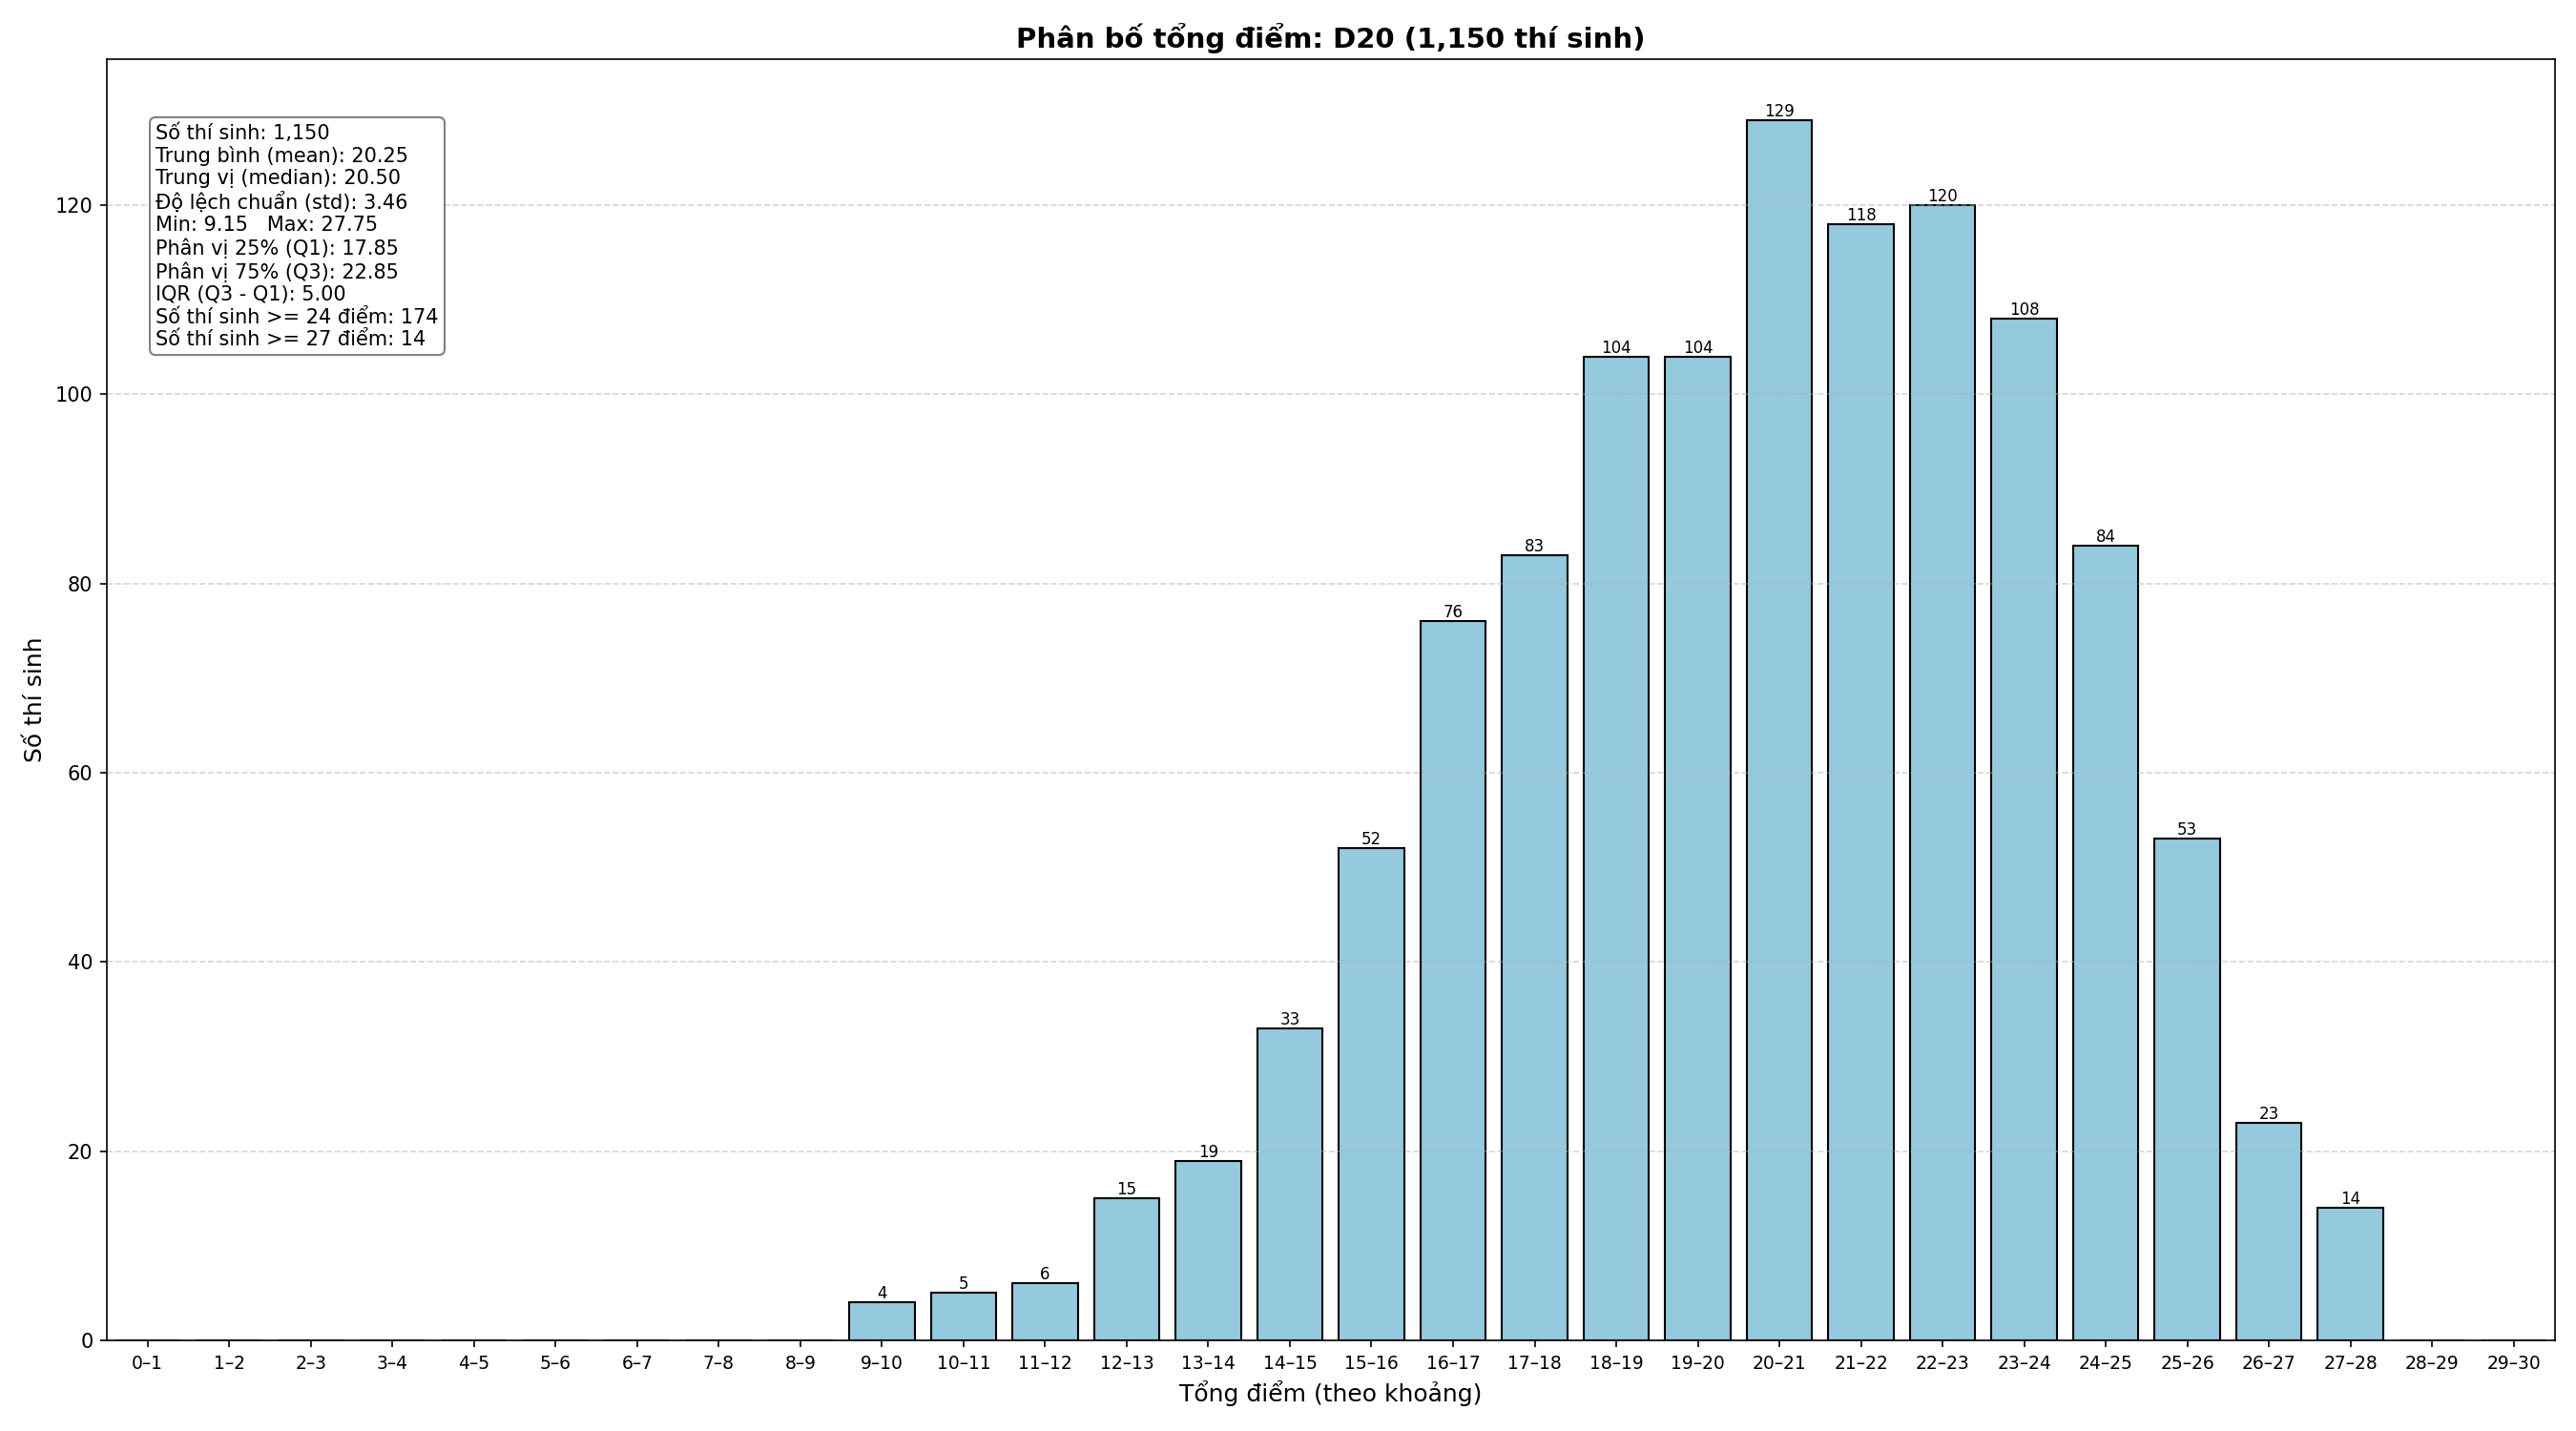 Phân bố tổng điểm: D20 (1,150 thí sinh)
Số thí sinh: 1,150
Trung bình (mean): 20.25
Trung vị (median): 20.50
Độ lệch chuẩn (std): 3.46
Min: 9.15   Max: 27.75
Phân vị 25% (Q1): 17.85
Phân vị 75% (Q3): 22.85
IQR (Q3 - Q1): 5.00
Số thí sinh >= 24 điểm: 174
Số thí sinh >= 27 điểm: 14
Số thí sinh
120
100
80
60
40
20
0
4
5
6
15
19
33
52
76
83
104
104
129
118
120
108
84
53
23
14
0–1 1–2 2–3 3–4 4–5 5–6 6–7 7–8 8–9 9–10 10–11 11–12 12–13 13–14 14–15 15–16 16–17 17–18 18–19 19–20 20–21 21–22 22–23 23–24 24–25 25–26 26–27 27–28 28–29 29–30
Tổng điểm (theo khoảng)